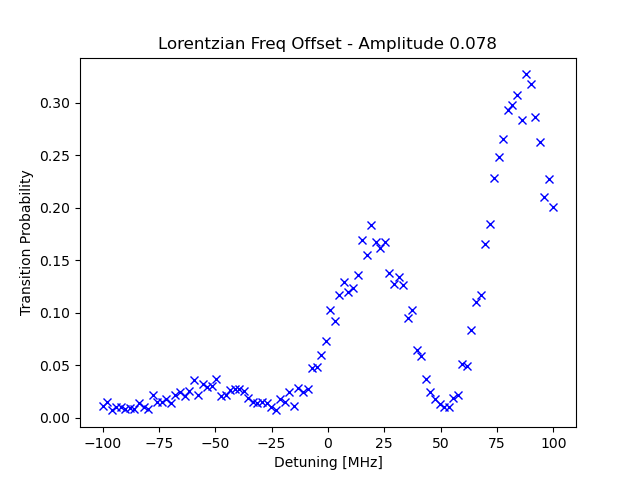 Lorentzian Freq Offset - Amplitude 0.078
Transition Probability
0.30
0.25
0.20
0.15
0.10
0.05
0.00
−100 −75 −50 −25 0 25 50 75 100
Detuning [MHz]